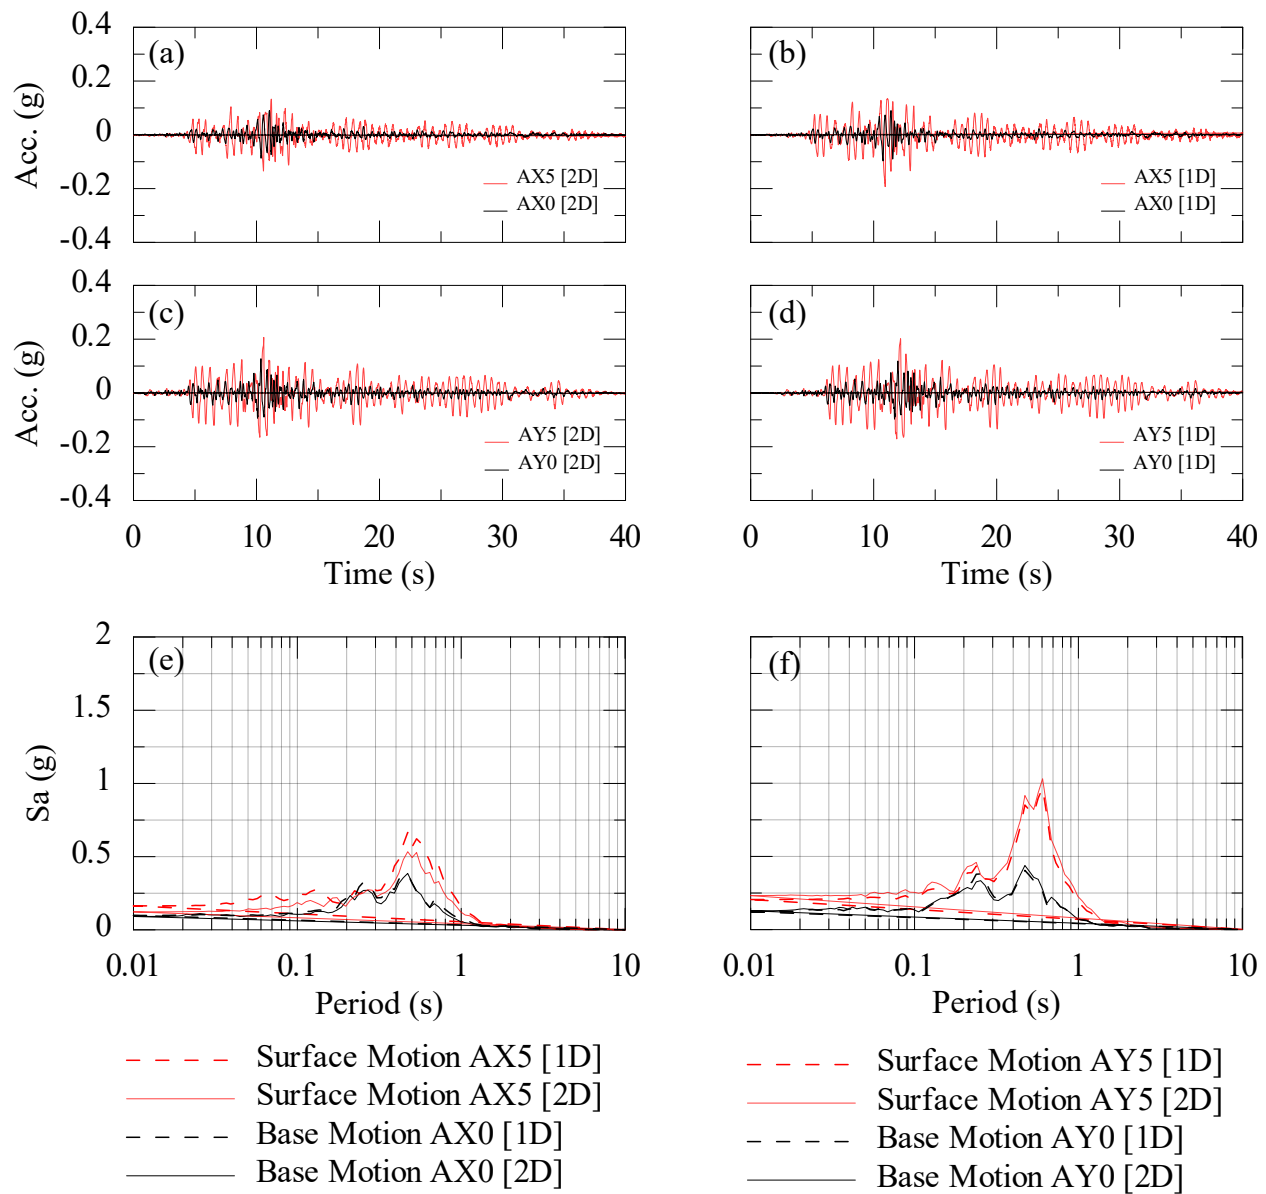 0.4
0.2
0
-0.2
-0.4
Acc. (g)
(a)
AX5 [2D]
AX0 [2D]
(b)
AX5 [1D]
AX0 [1D]
0.4
0.2
0
-0.2
-0.4
Acc. (g)
(c)
AY5 [2D]
AY0 [2D]
0 10 20 30 40
Time (s)
(d)
AY5 [1D]
AY0 [1D]
0 10 20 30 40
Time (s)
2
1.5
1
0.5
0
Sa (g)
(e)
0.01 0.1 1 10
Period (s)
(f)
0.01 0.1 1 10
Period (s)
Surface Motion AX5 [1D]
Surface Motion AX5 [2D]
Base Motion AX0 [1D]
Base Motion AX0 [2D]
Surface Motion AY5 [1D]
Surface Motion AY5 [2D]
Base Motion AY0 [1D]
Base Motion AY0 [2D]